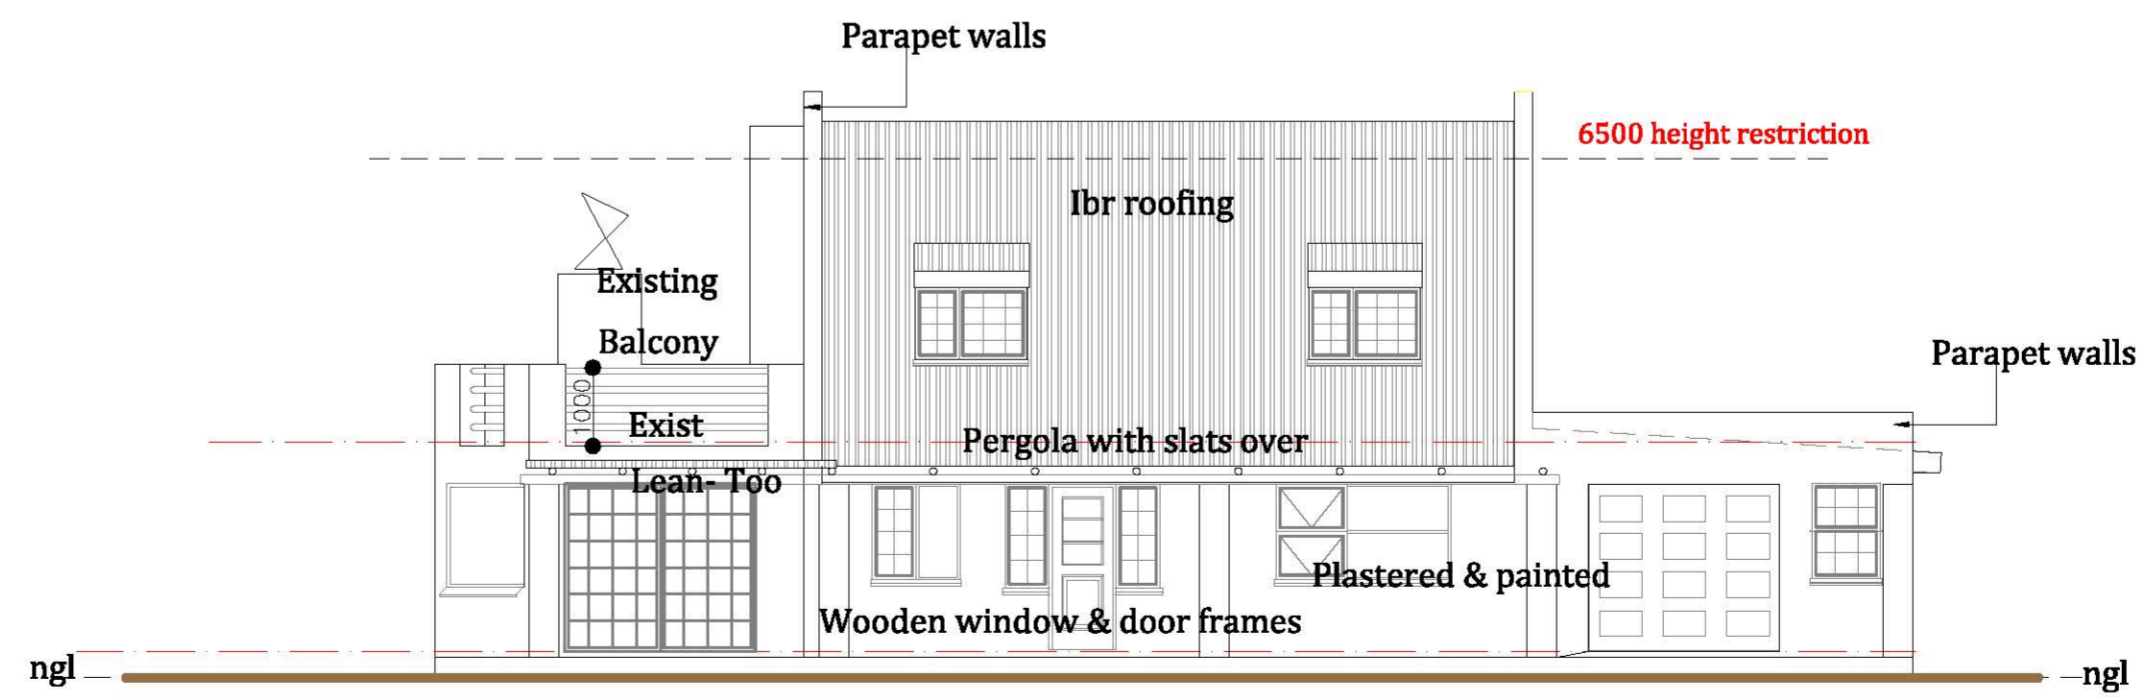 Parapet walls
6500 height restriction
Ibr roofing
Existing
Balcony
Parapet walls
1000
Exist
Pergola with slats over
Lean- Too
Plastered & painted
Wooden window & door frames
ngl
ngl